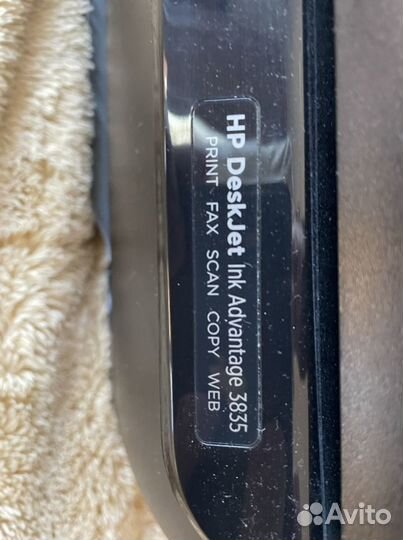 HP DeskJet Ink Advantage 3835
PRINT FAX SCAN COPY WEB
Avito